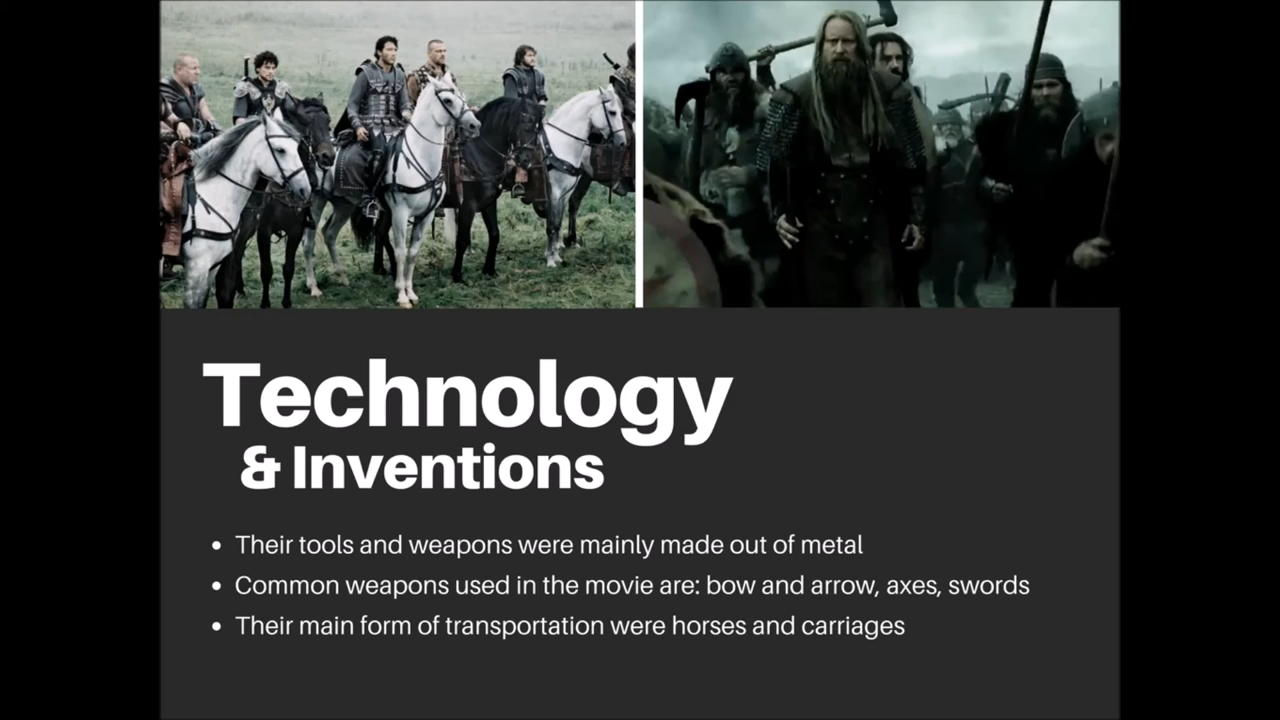 Technology
& Inventions
• Their tools and weapons were mainly made out of metal
• Common weapons used in the movie are: bow and arrow, axes, swords
• Their main form of transportation were horses and carriages